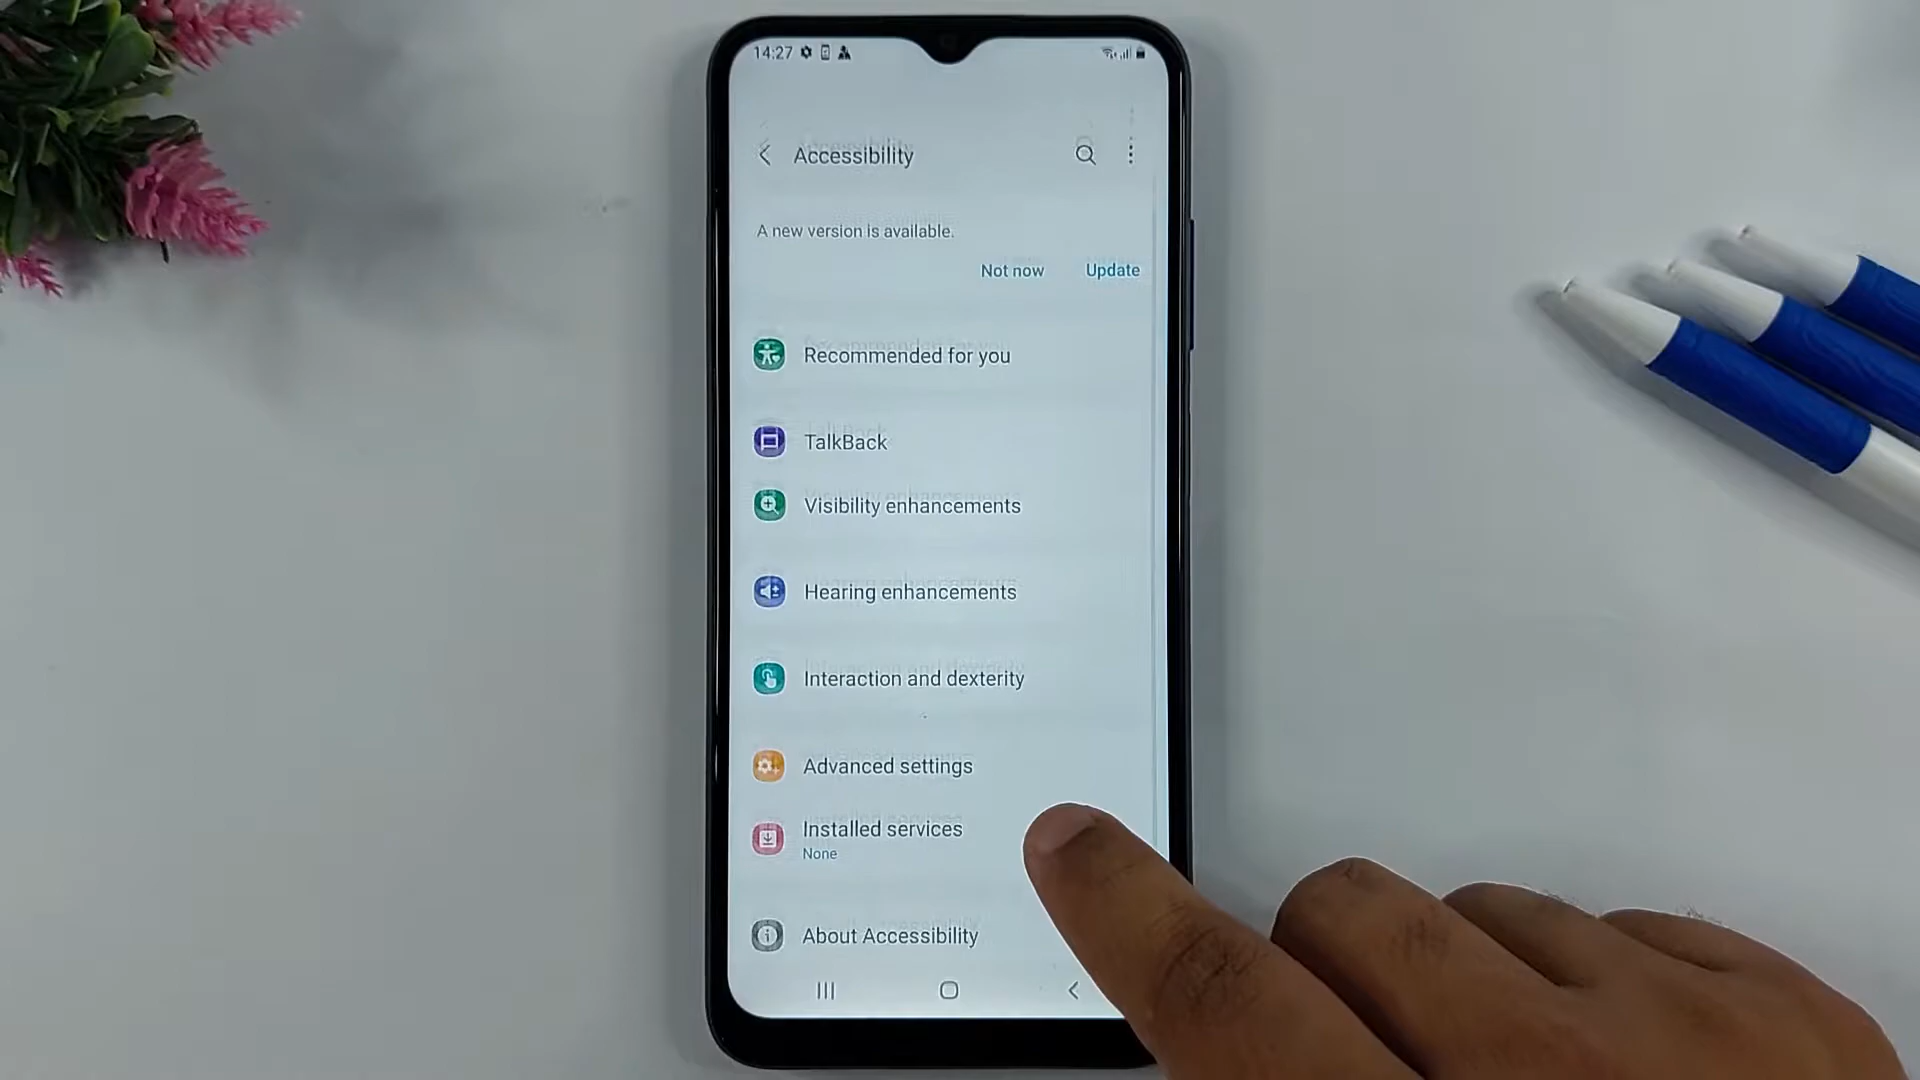 14:27
Accessibility
A new version is available.
Not now Update
Recommended for you
TalkBack
Visibility enhancements
Hearing enhancements
Interaction and dexterity
Advanced settings
Installed services
None
About Accessibility